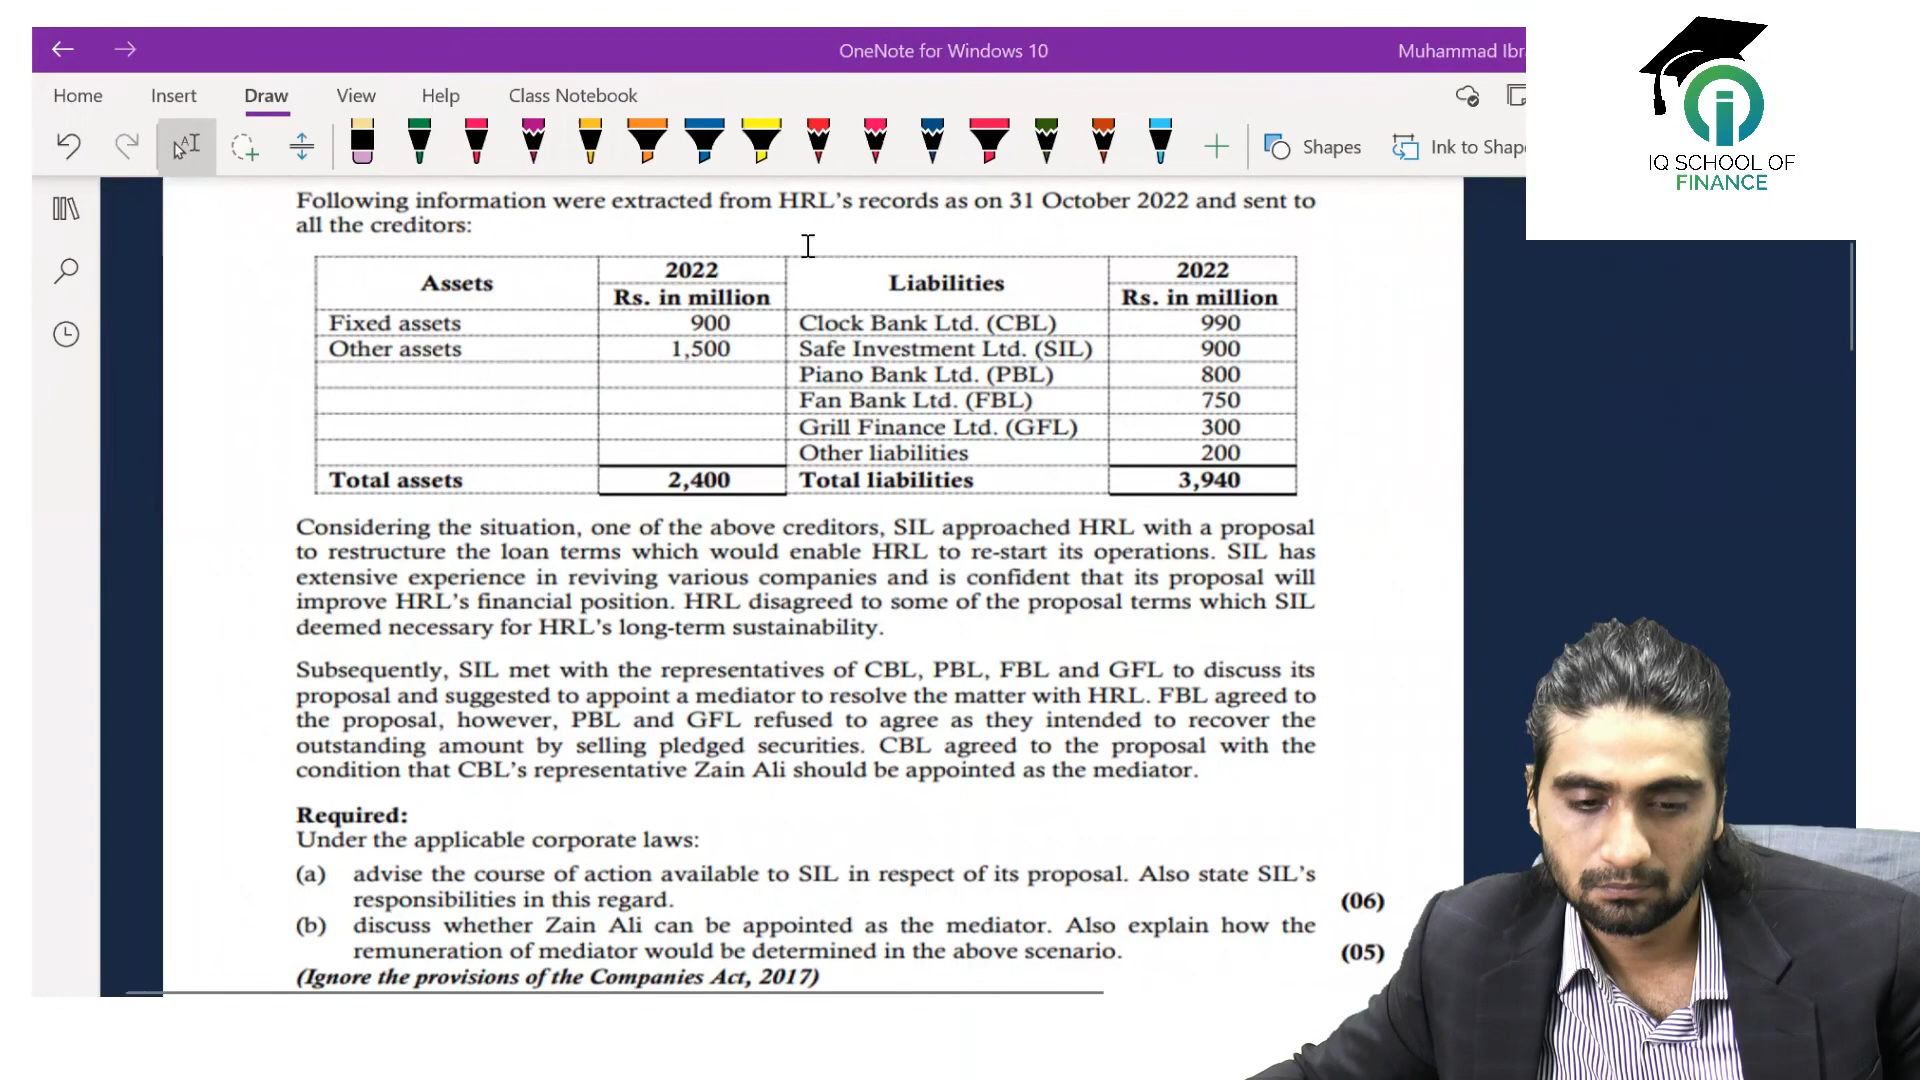 OneNote for Windows 10
Muhammad Ibr
Home Insert Draw View Help Class Notebook
Shapes Ink to Shap
IQ SCHOOL OF
FINANCE
Following information were extracted from HRL's records as on 31 October 2022 and sent to
all the creditors:
Assets 2022 Liabilities 2022
Rs. in million Rs. in million
Fixed assets 900 Clock Bank Ltd. (CBL) 990
Other assets 1,500 Safe Investment Ltd. (SIL) 900
Piano Bank Ltd. (PBL) 800
Fan Bank Ltd. (FBL) 750
Grill Finance Ltd. (GFL) 300
Other liabilities 200
Total assets 2,400 Total liabilities 3,940
Considering the situation, one of the above creditors, SIL approached HRL with a proposal
to restructure the loan terms which would enable HRL to re-start its operations. SIL has
extensive experience in reviving various companies and is confident that its proposal will
improve HRL's financial position. HRL disagreed to some of the proposal terms which SIL
deemed necessary for HRL's long-term sustainability.
Subsequently, SIL met with the representatives of CBL, PBL, FBL and GFL to discuss its
proposal and suggested to appoint a mediator to resolve the matter with HRL. FBL agreed to
the proposal, however, PBL and GFL refused to agree as they intended to recover the
outstanding amount by selling pledged securities. CBL agreed to the proposal with the
condition that CBL's representative Zain Ali should be appointed as the mediator.
Required:
Under the applicable corporate laws:
(a) advise the course of action available to SIL in respect of its proposal. Also state SIL's
responsibilities in this regard. (06)
(b) discuss whether Zain Ali can be appointed as the mediator. Also explain how the
remuneration of mediator would be determined in the above scenario. (05)
(Ignore the provisions of the Companies Act, 2017)